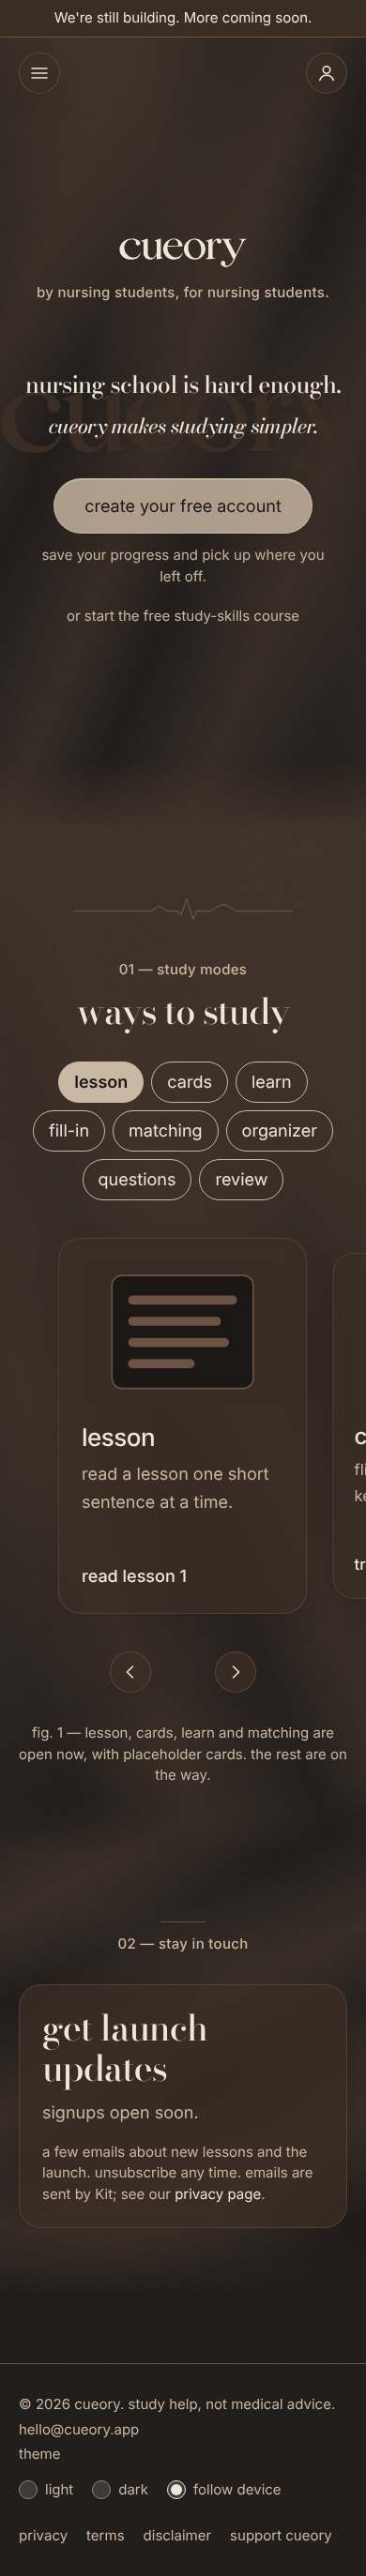 We're still building. More coming soon.
cueory
by nursing students, for nursing students.
cueory
nursing school is hard enough.
cueory makes studying simpler.
create your free account
save your progress and pick up where you
left off.
or start the free study-skills course
01 — study modes
ways to study
lesson
cards
learn
fill-in
matching
organizer
questions
review
lesson
read a lesson one short
sentence at a time.
read lesson 1
fig. 1 — lesson, cards, learn and matching are
open now, with placeholder cards. the rest are on
the way.
02 — stay in touch
get launch
updates
signups open soon.
a few emails about new lessons and the
launch. unsubscribe any time. emails are
sent by Kit; see our privacy page.
© 2026 cueory. study help, not medical advice.
hello@cueory.app
theme
light
dark
follow device
privacy
terms
disclaimer
support cueory